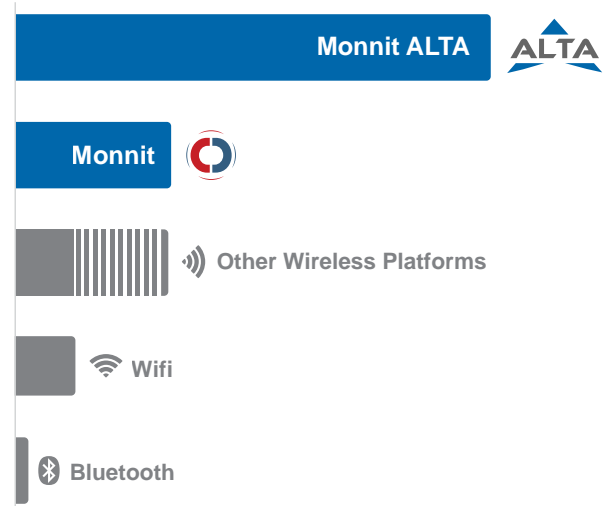 Monnit ALTA
ALTA
Monnit
Other Wireless Platforms
Wifi
Bluetooth